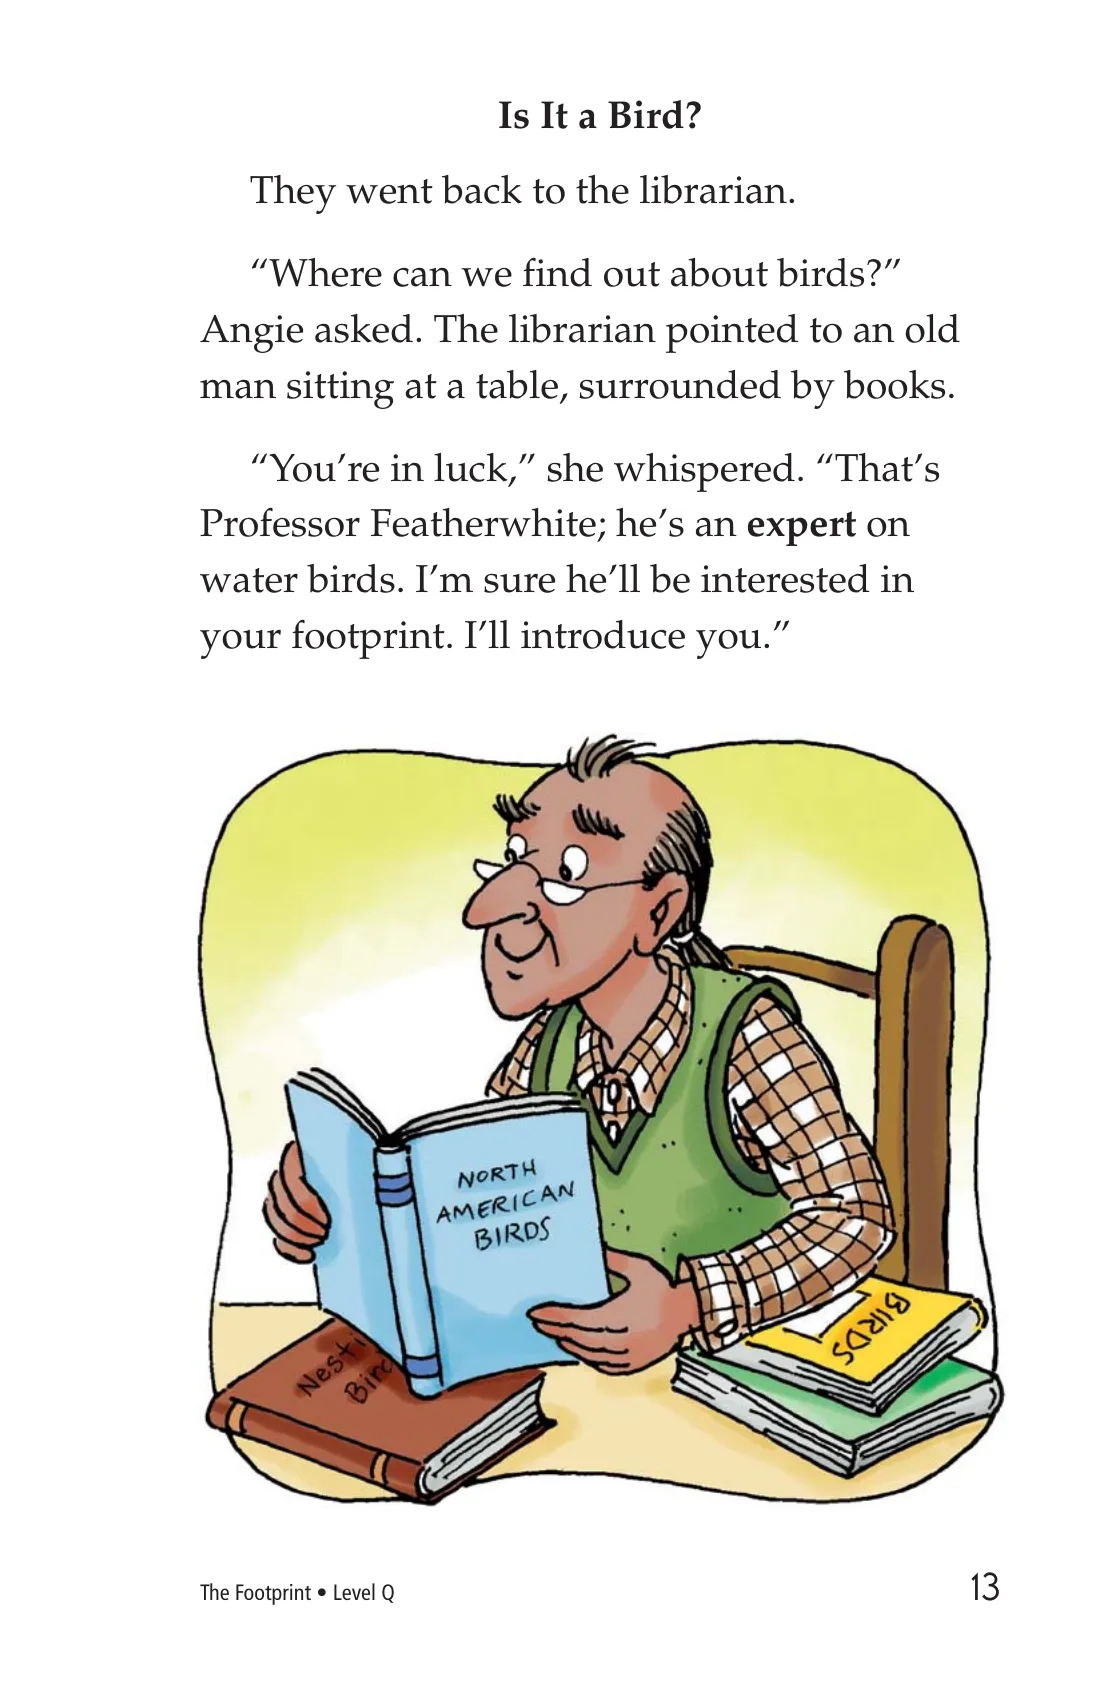 Is It a Bird?
They went back to the librarian.
“Where can we find out about birds?”
Angie asked. The librarian pointed to an old
man sitting at a table, surrounded by books.
“You’re in luck,” she whispered. “That’s
Professor Featherwhite; he’s an expert on
water birds. I’m sure he’ll be interested in
your footprint. I’ll introduce you.”
NORTH
AMERICAN
BIRDS
BIRDS
Nesti
Bird
The Footprint • Level Q
13